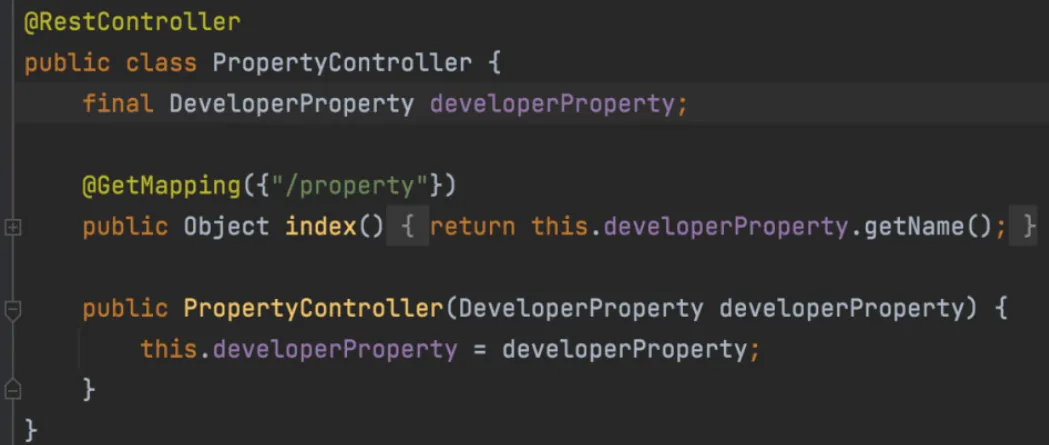 @RestController
public class PropertyController {
    final DeveloperProperty developerProperty;
    @GetMapping({"/property"})
    public Object index() { return this.developerProperty.getName(); }
    public PropertyController(DeveloperProperty developerProperty) {
        this.developerProperty = developerProperty;
    }
}